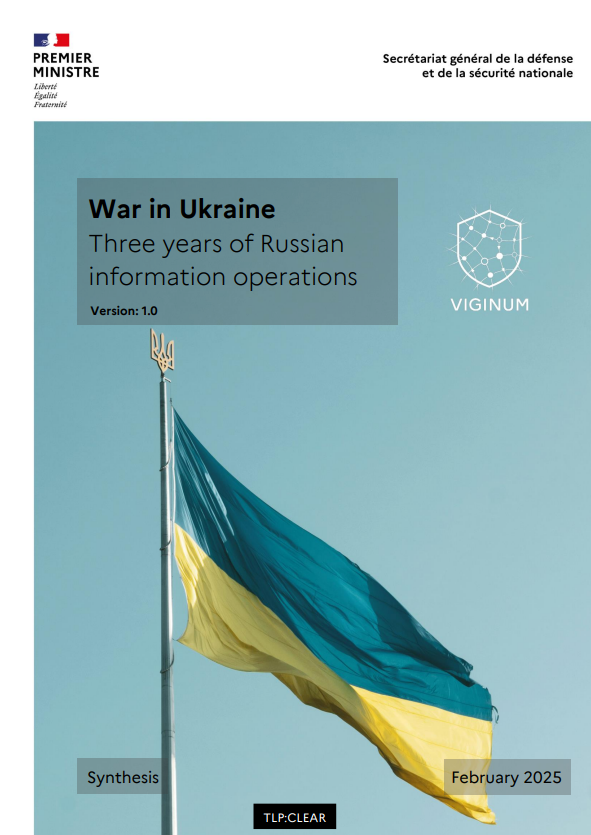 PREMIER
MINISTRE
Liberté
Égalité
Fraternité
Secrétariat général de la défense
et de la sécurité nationale
War in Ukraine
Three years of Russian
information operations
Version: 1.0
VIGINUM
Synthesis
February 2025
TLP:CLEAR